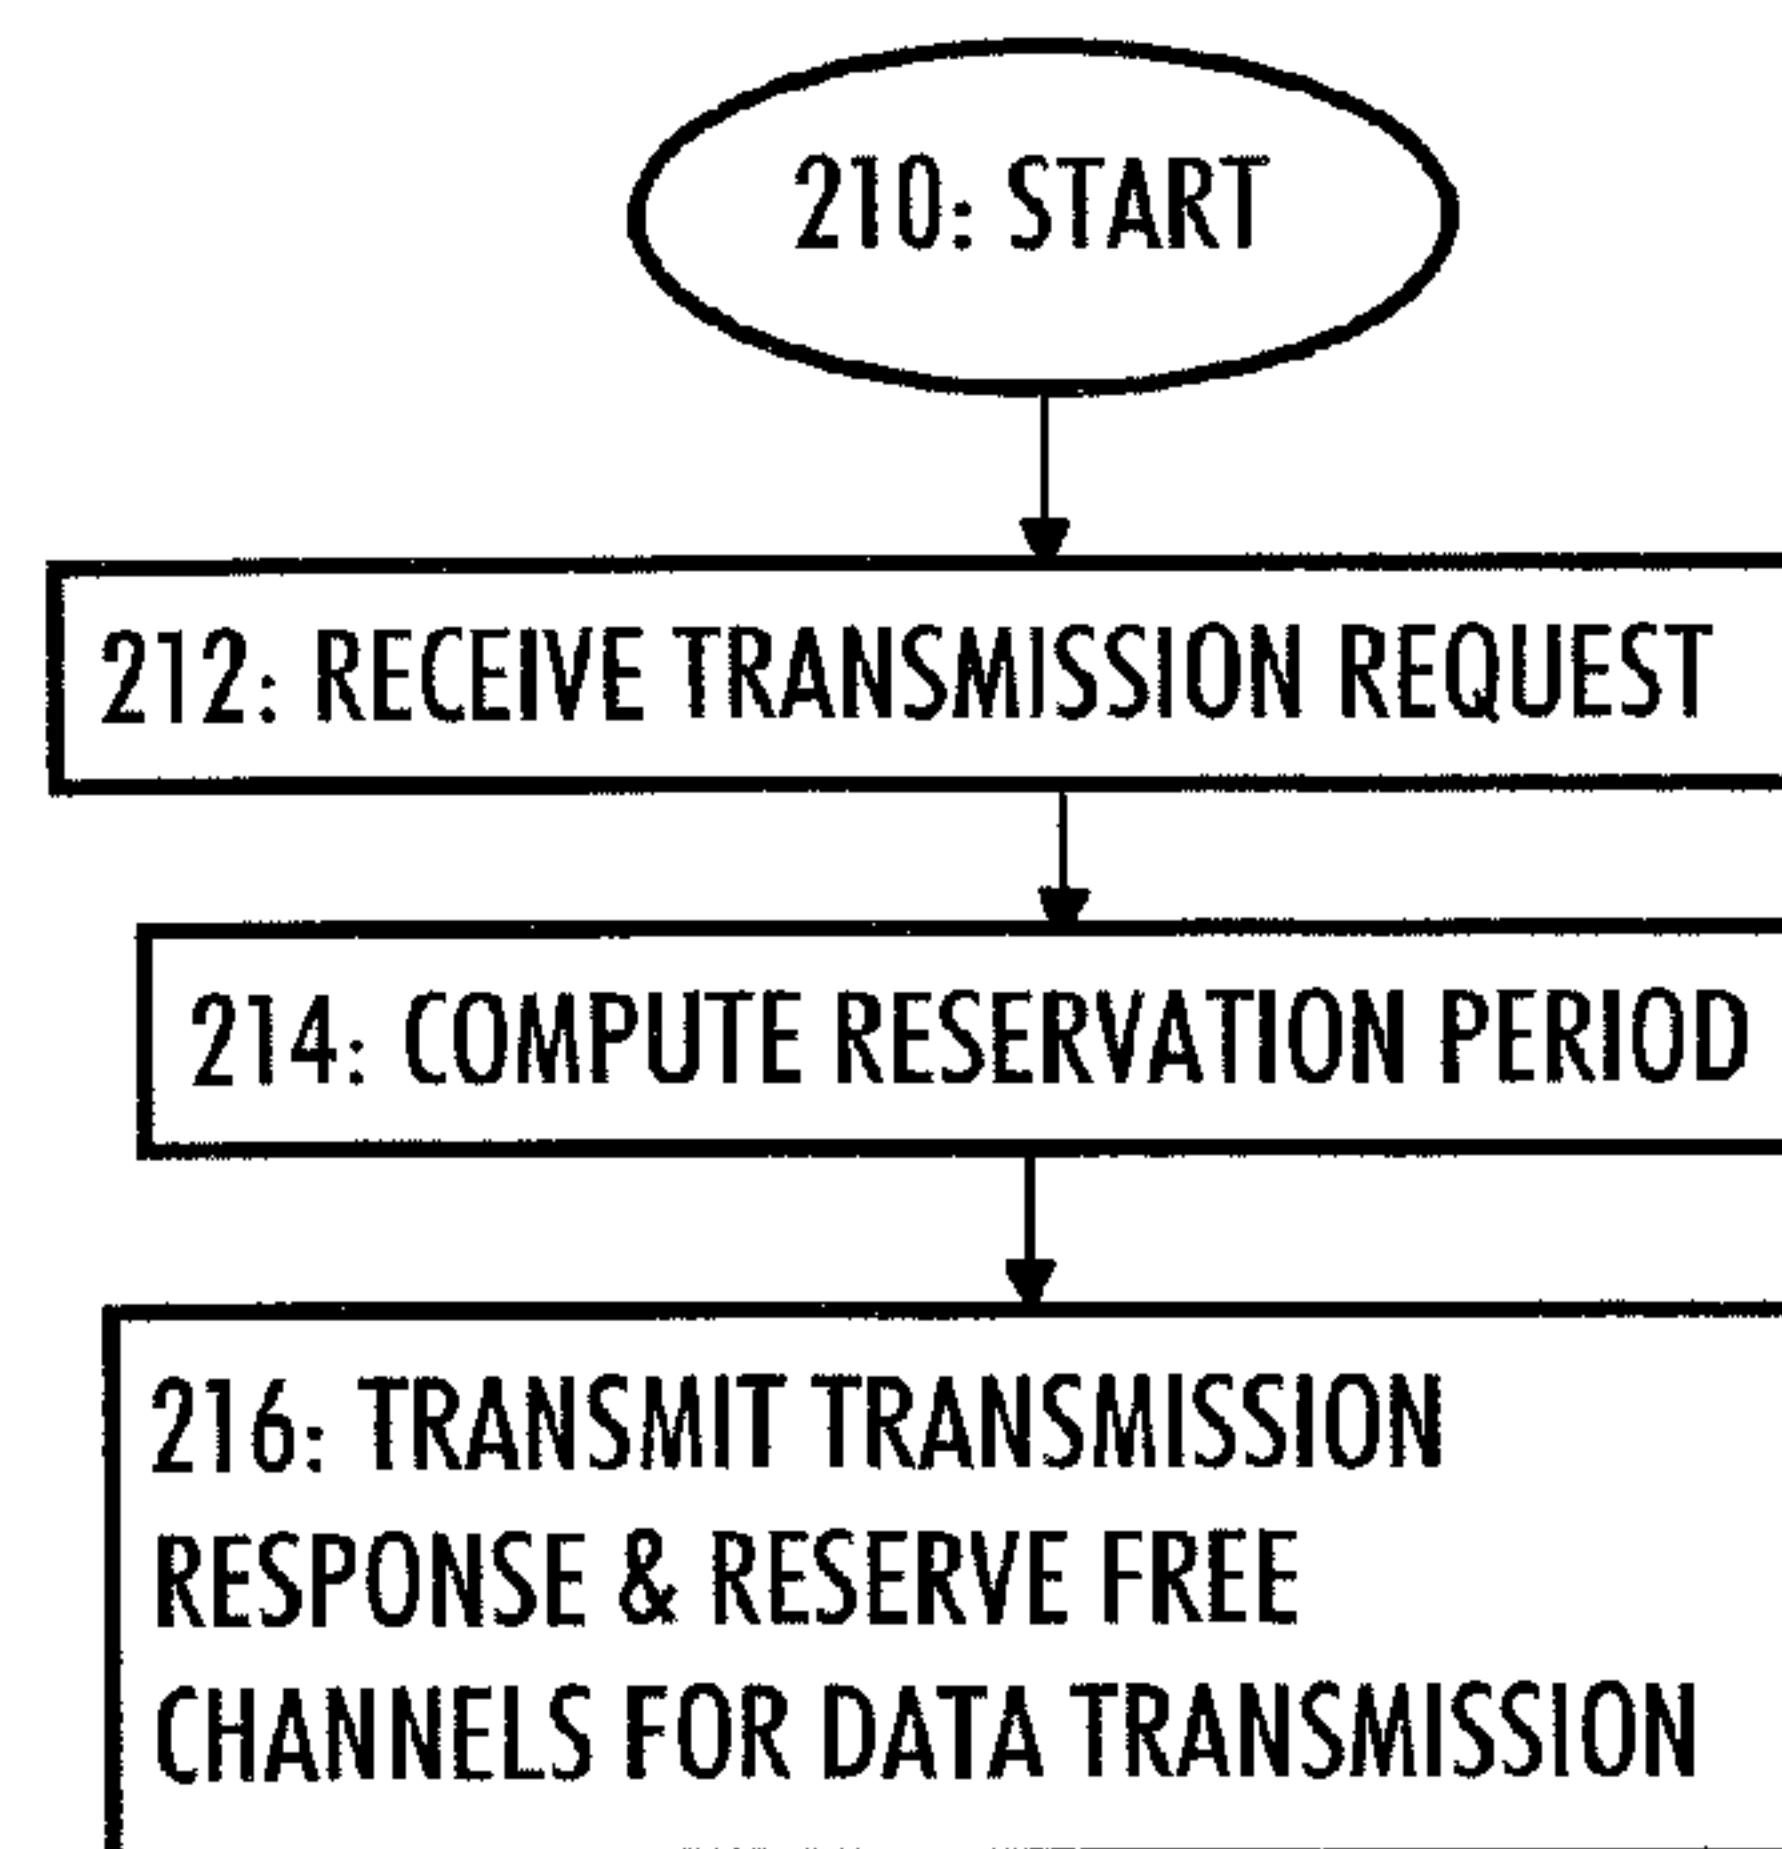 210: START
212: RECEIVE TRANSMISSION REQUEST
214: COMPUTE RESERVATION PERIOD
216: TRANSMIT TRANSMISSION
RESPONSE & RESERVE FREE
CHANNELS FOR DATA TRANSMISSION